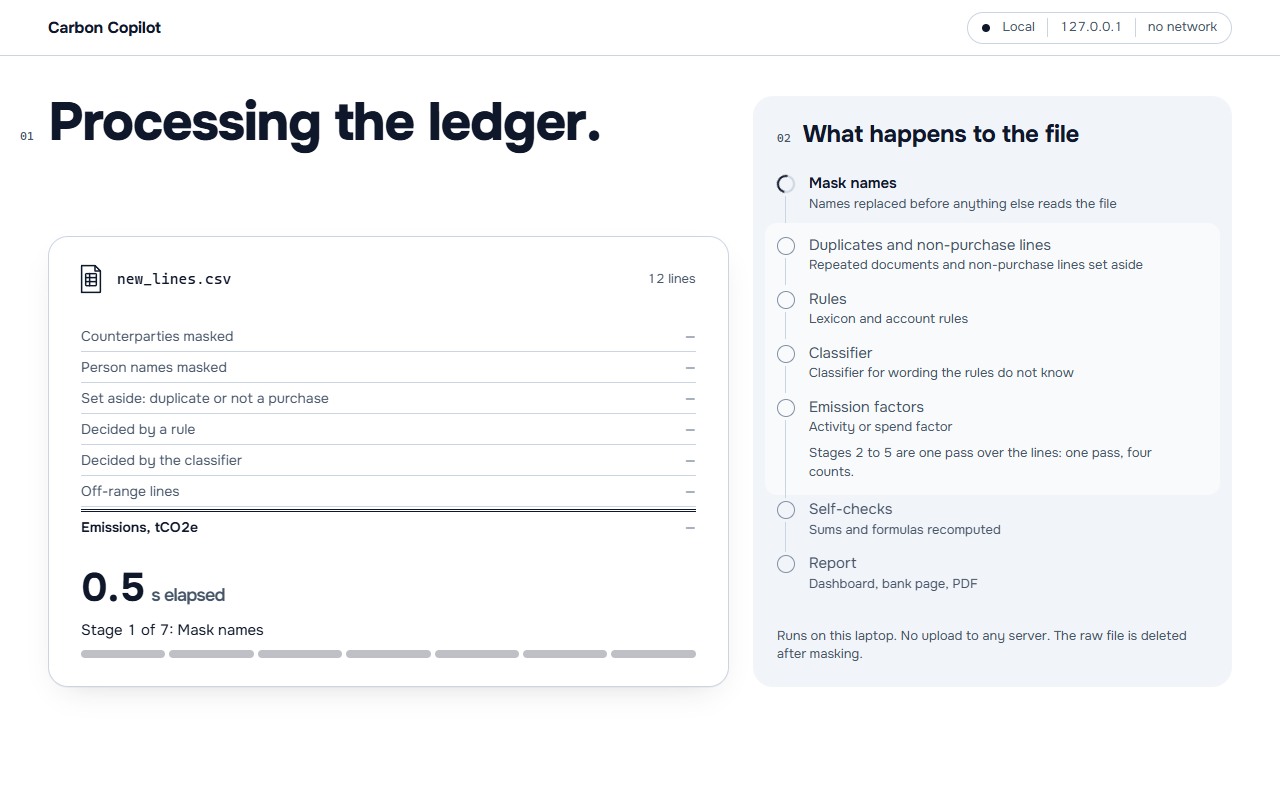 Carbon Copilot
Local 127.0.0.1 no network
01 Processing the ledger.
new_lines.csv 12 lines
Counterparties masked –
Person names masked –
Set aside: duplicate or not a purchase –
Decided by a rule –
Decided by the classifier –
Off-range lines –
Emissions, tCO2e –
0.5 s elapsed
Stage 1 of 7: Mask names
02 What happens to the file
Mask names
Names replaced before anything else reads the file
Duplicates and non-purchase lines
Repeated documents and non-purchase lines set aside
Rules
Lexicon and account rules
Classifier
Classifier for wording the rules do not know
Emission factors
Activity or spend factor
Stages 2 to 5 are one pass over the lines: one pass, four
counts.
Self-checks
Sums and formulas recomputed
Report
Dashboard, bank page, PDF
Runs on this laptop. No upload to any server. The raw file is deleted
after masking.